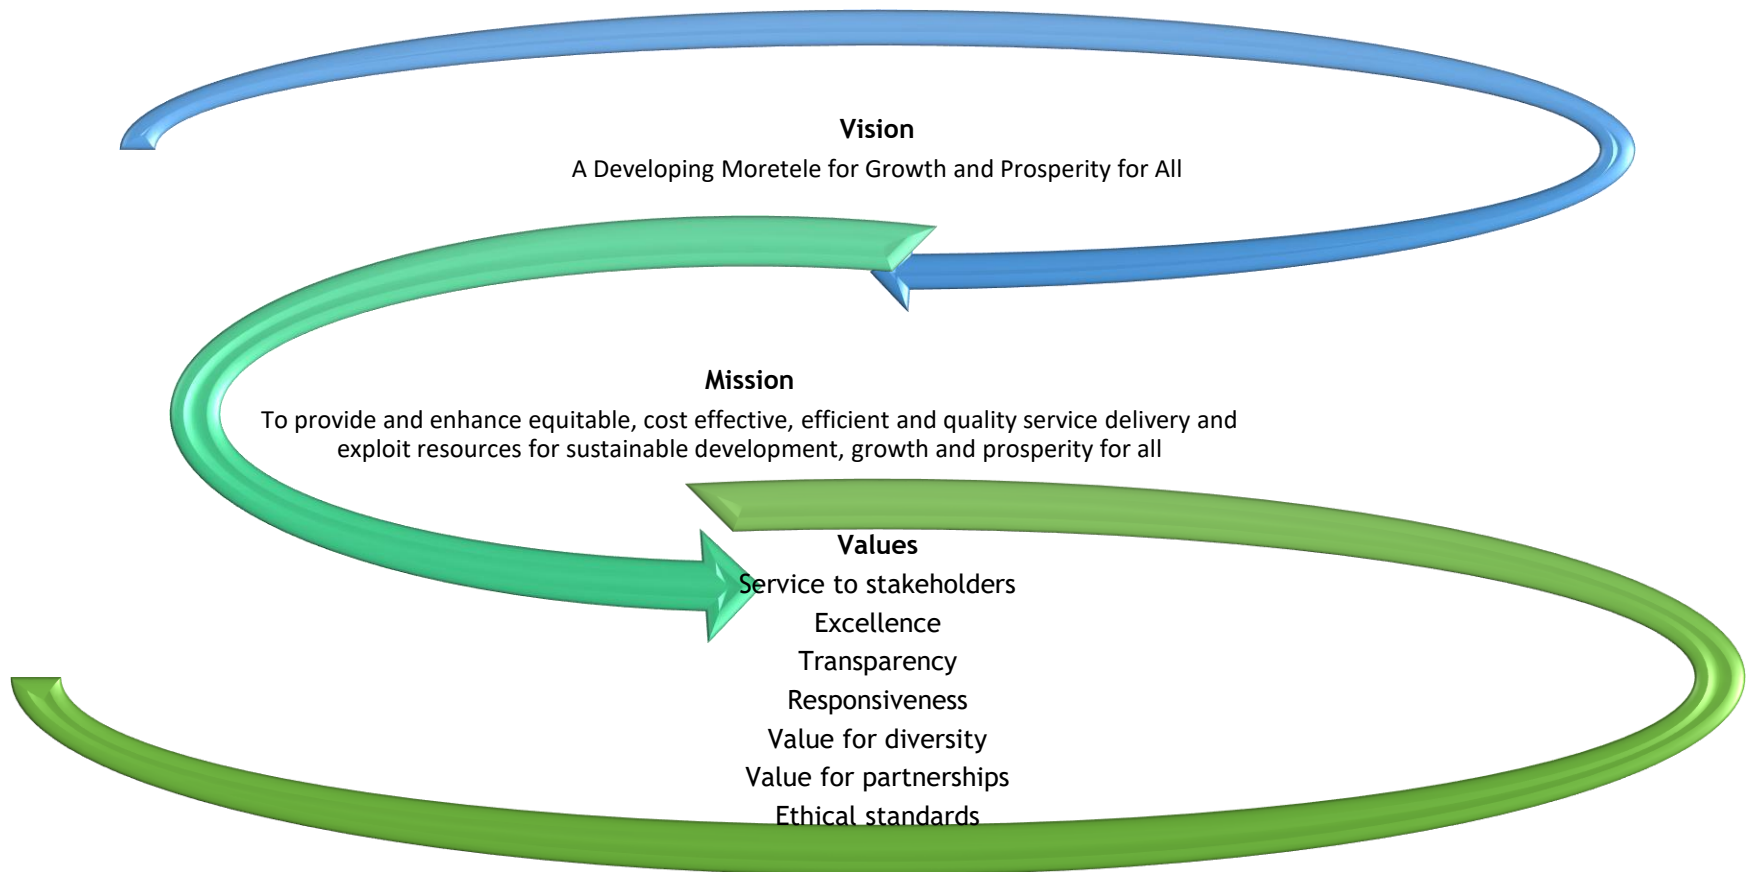 Vision
A Developing Moretele for Growth and Prosperity for All
Mission
To provide and enhance equitable, cost effective, efficient and quality service delivery and
exploit resources for sustainable development, growth and prosperity for all
Values
Service to stakeholders
Excellence
Transparency
Responsiveness
Value for diversity
Value for partnerships
Ethical standards